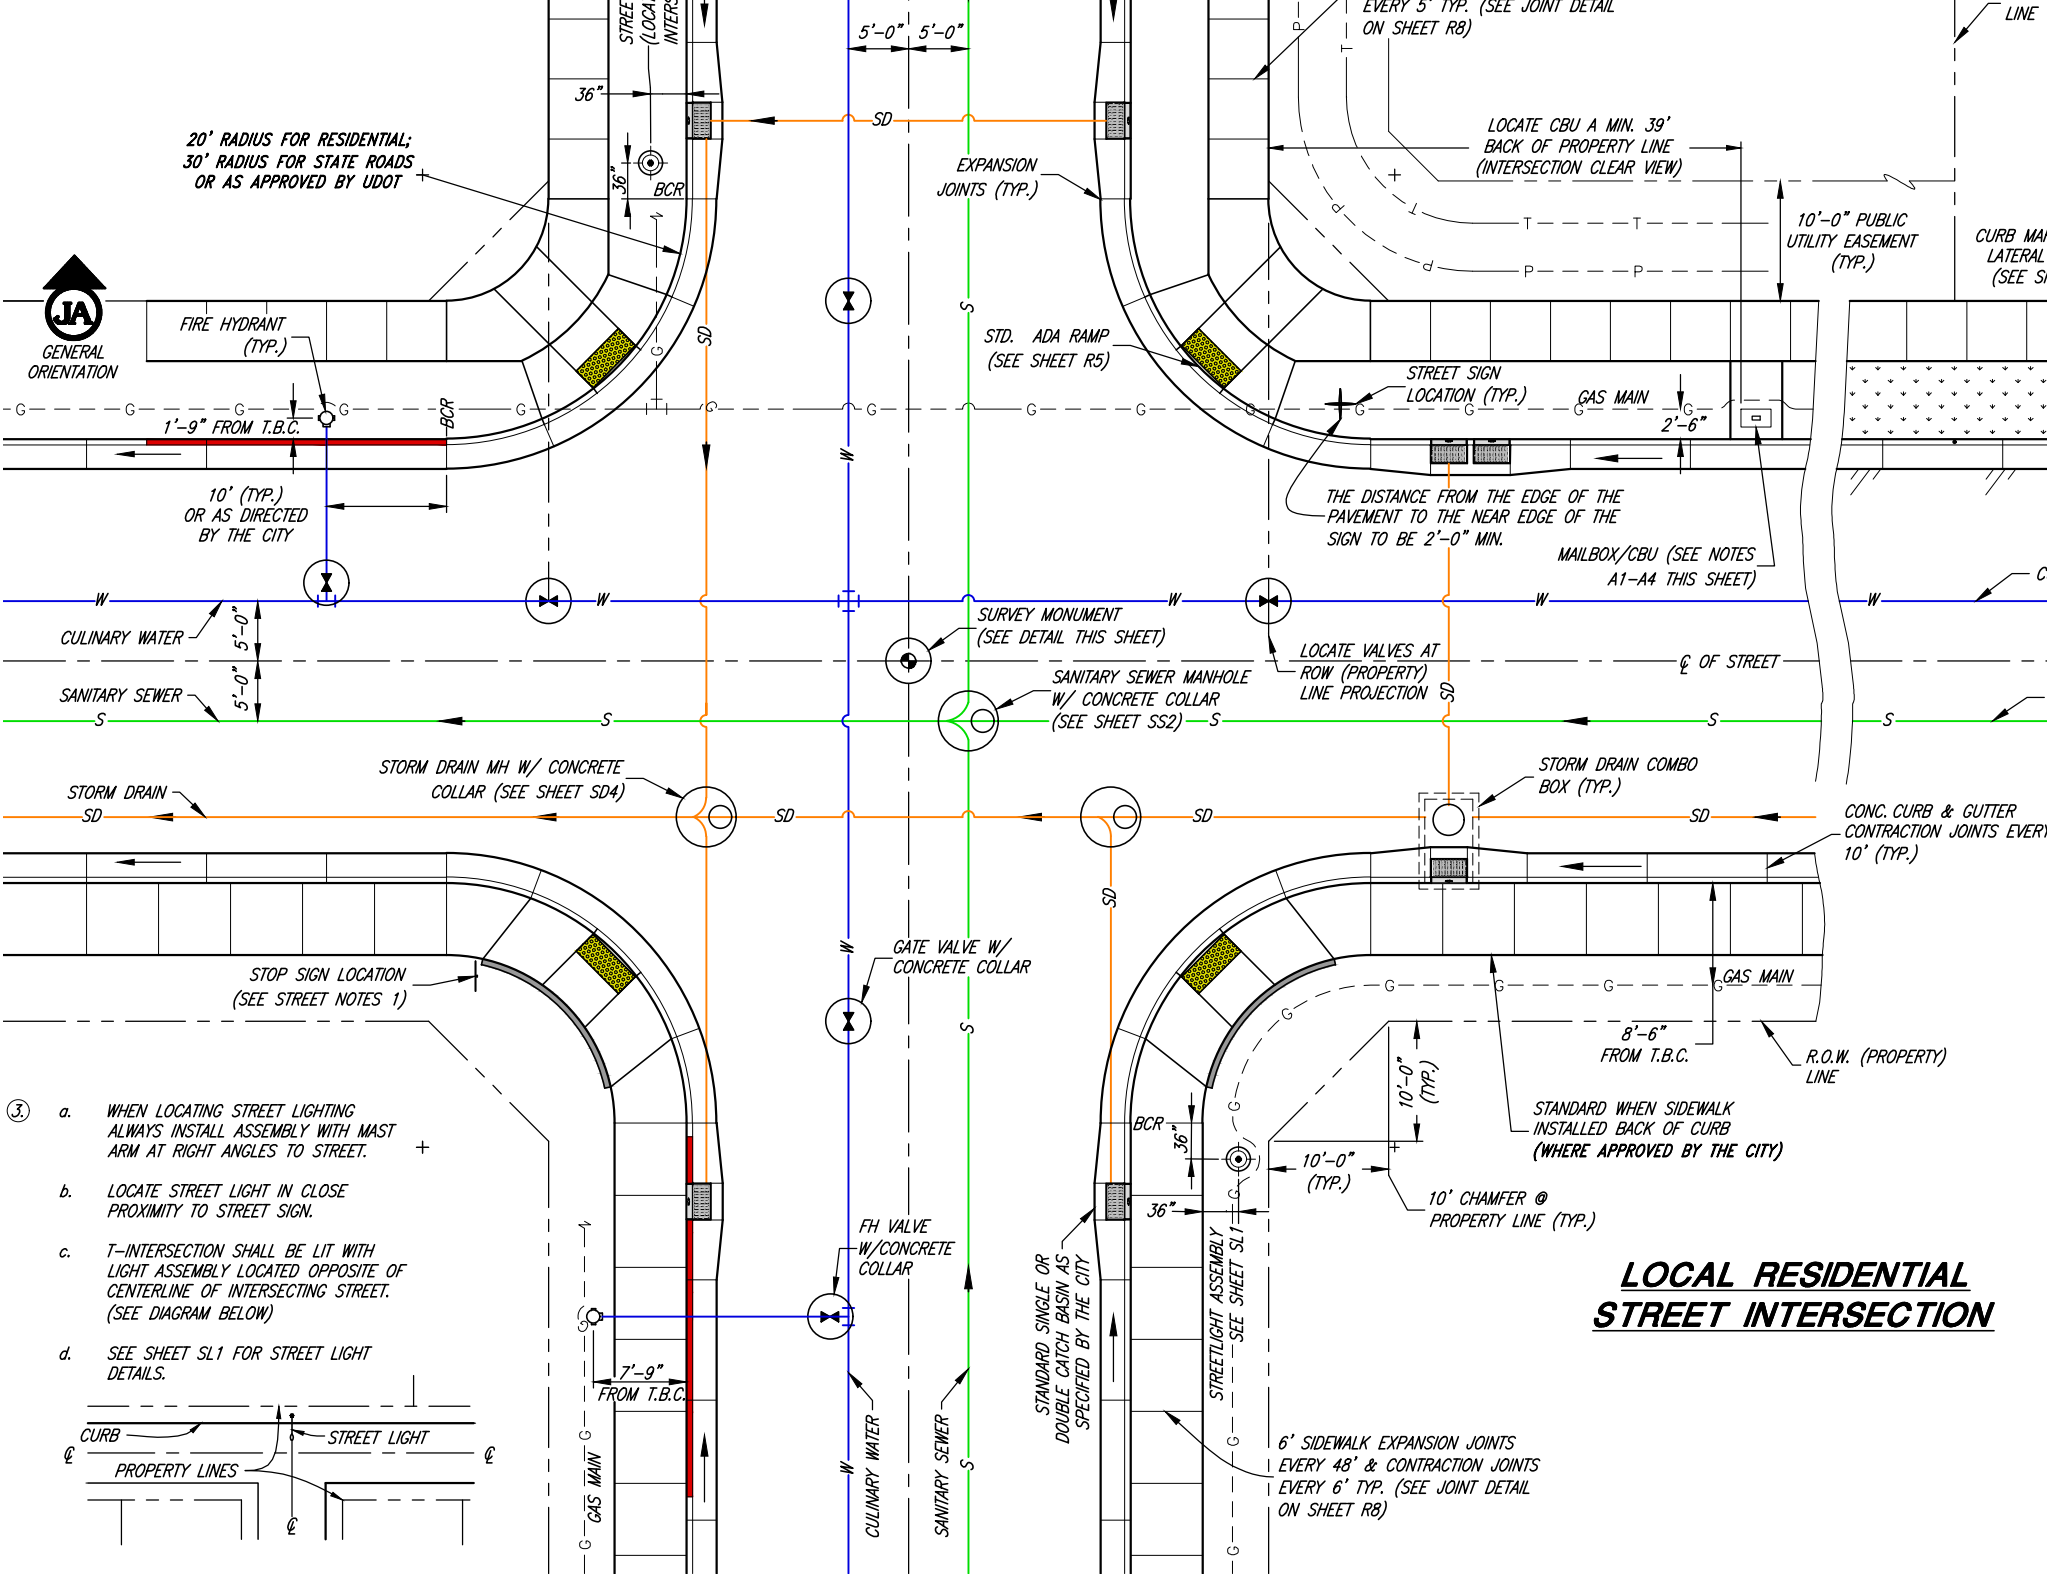 STREET
(LOCAT
INTERS
5'-0"
5'-0"
EVERY 5' TYP. (SEE JOINT DETAIL
ON SHEET R8)
LINE
36"
36"
BCR
SD
20' RADIUS FOR RESIDENTIAL;
30' RADIUS FOR STATE ROADS
OR AS APPROVED BY UDOT
EXPANSION
JOINTS (TYP.)
LOCATE CBU A MIN. 39'
BACK OF PROPERTY LINE
(INTERSECTION CLEAR VIEW)
10'-0" PUBLIC
UTILITY EASEMENT
(TYP.)
CURB MAR
LATERAL
(SEE SH
JA
GENERAL
ORIENTATION
FIRE HYDRANT
(TYP.)
1'-9" FROM T.B.C.
BCR
SD
S
STD. ADA RAMP
(SEE SHEET R5)
STREET SIGN
LOCATION (TYP.)
GAS MAIN
2'-6"
10' (TYP.)
OR AS DIRECTED
BY THE CITY
THE DISTANCE FROM THE EDGE OF THE
PAVEMENT TO THE NEAR EDGE OF THE
SIGN TO BE 2'-0" MIN.
MAILBOX/CBU (SEE NOTES
A1-A4 THIS SHEET)
C
W
W
W
W
W
W
CULINARY WATER
5'-0"
SURVEY MONUMENT
(SEE DETAIL THIS SHEET)
LOCATE VALVES AT
ROW (PROPERTY)
LINE PROJECTION
SD
℄ OF STREET
SANITARY SEWER
5'-0"
SANITARY SEWER MANHOLE
W/ CONCRETE COLLAR
(SEE SHEET SS2)
S
S
S
S
S
STORM DRAIN MH W/ CONCRETE
COLLAR (SEE SHEET SD4)
STORM DRAIN
SD
SD
SD
SD
STORM DRAIN COMBO
BOX (TYP.)
CONC. CURB & GUTTER
CONTRACTION JOINTS EVERY
10' (TYP.)
SD
W
GATE VALVE W/
CONCRETE COLLAR
S
STOP SIGN LOCATION
(SEE STREET NOTES 1)
GAS MAIN
8'-6"
FROM T.B.C.
R.O.W. (PROPERTY)
LINE
10'-0"
(TYP.)
STANDARD WHEN SIDEWALK
INSTALLED BACK OF CURB
(WHERE APPROVED BY THE CITY)
BCR
36"
36"
10'-0"
(TYP.)
10' CHAMFER @
PROPERTY LINE (TYP.)
3.
a. WHEN LOCATING STREET LIGHTING
ALWAYS INSTALL ASSEMBLY WITH MAST
ARM AT RIGHT ANGLES TO STREET.
b. LOCATE STREET LIGHT IN CLOSE
PROXIMITY TO STREET SIGN.
c. T-INTERSECTION SHALL BE LIT WITH
LIGHT ASSEMBLY LOCATED OPPOSITE OF
CENTERLINE OF INTERSECTING STREET.
(SEE DIAGRAM BELOW)
d. SEE SHEET SL1 FOR STREET LIGHT
DETAILS.
FH VALVE
W/CONCRETE
COLLAR
STANDARD SINGLE OR
DOUBLE CATCH BASIN AS
SPECIFIED BY THE CITY
STREETLIGHT ASSEMBLY
SEE SHEET SL1
LOCAL RESIDENTIAL
STREET INTERSECTION
7'-9"
FROM T.B.C.
GAS MAIN
W
CULINARY WATER
SANITARY SEWER
S
6' SIDEWALK EXPANSION JOINTS
EVERY 48' & CONTRACTION JOINTS
EVERY 6' TYP. (SEE JOINT DETAIL
ON SHEET R8)
CURB
STREET LIGHT
℄
℄
PROPERTY LINES
℄